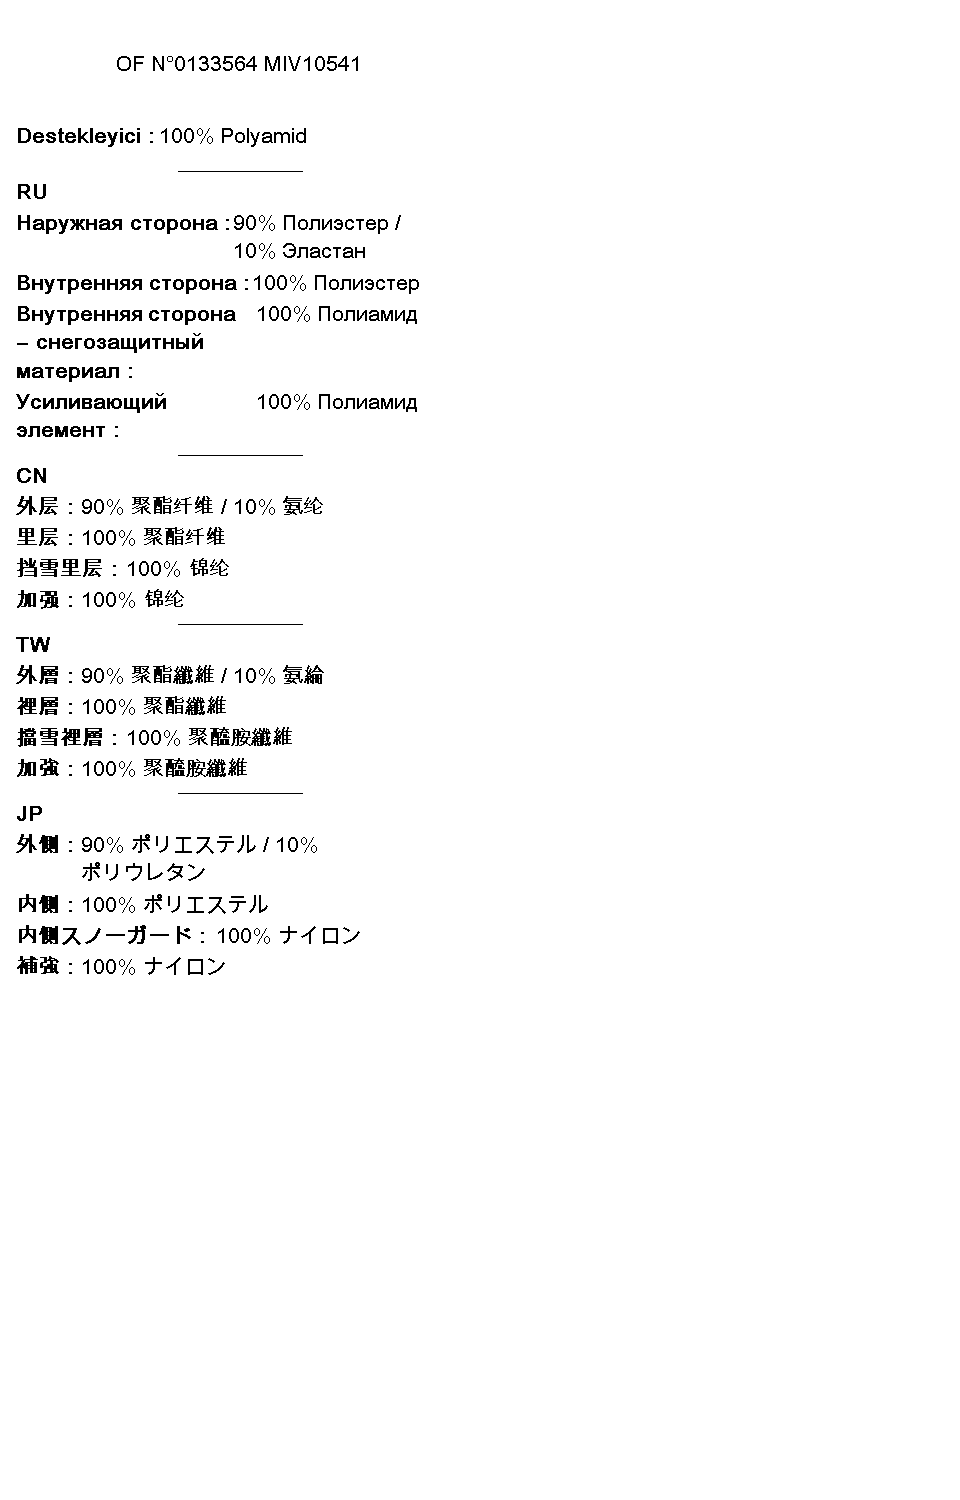 OF N°0133564 MIV10541
Destekleyici : 100% Polyamid
RU
Наружная сторона : 90% Полиэстер /
10% Эластан
Внутренняя сторона : 100% Полиэстер
Внутренняя сторона 100% Полиамид
– снегозащитный
материал :
Усиливающий 100% Полиамид
элемент :
CN
外层 : 90% 聚酯纤维 / 10% 氨纶
里层 : 100% 聚酯纤维
挡雪里层 : 100% 锦纶
加强 : 100% 锦纶
TW
外層 : 90% 聚酯纖維 / 10% 氨綸
裡層 : 100% 聚酯纖維
擋雪裡層 : 100% 聚醯胺纖維
加強 : 100% 聚醯胺纖維
JP
外側 : 90% ポリエステル / 10%
ポリウレタン
内側 : 100% ポリエステル
内側スノーガード : 100% ナイロン
補強 : 100% ナイロン